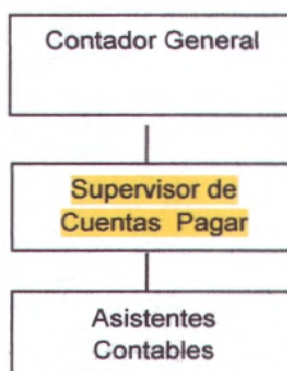 Contador General
Supervisor de
Cuentas Pagar
Asistentes
Contables